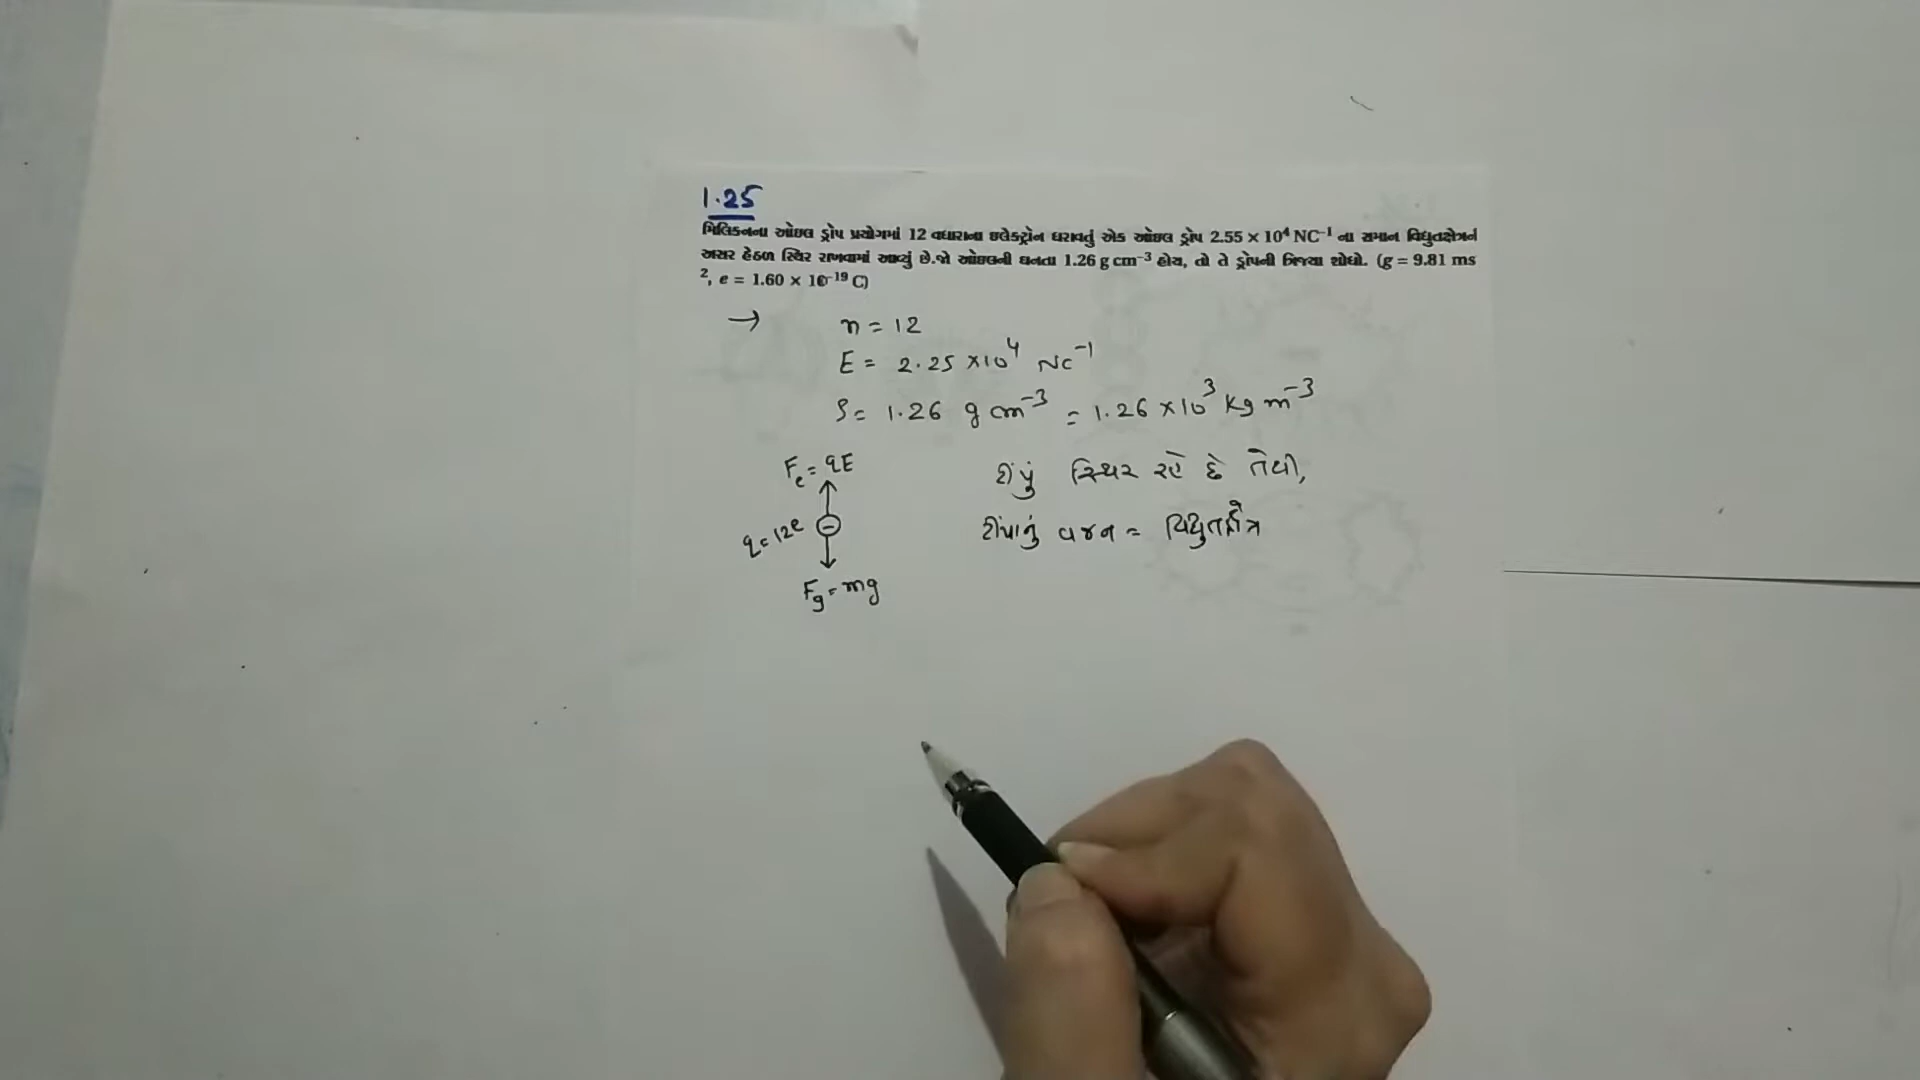 1.25
મિલિકનના ઓઇલ ડ્રોપ પ્રયોગમાં 12 વધારાના ઇલેક્ટ્રોન ધરાવતું એક ઓઇલ ડ્રોપ 2.55 × 10⁴ NC⁻¹ ના સમાન વિદ્યુતક્ષેત્રની
અસર હેઠળ સ્થિર રાખવામાં આવ્યું છે.જો ઓઇલની ઘનતા 1.26 g cm⁻³ હોય, તો તે ડ્રોપની ત્રિજ્યા શોધો. (g = 9.81 ms
², e = 1.60 × 10⁻¹⁹ C)
→ n = 12
E = 2.25 ×10⁴ NC⁻¹
ρ = 1.26 g cm⁻³ = 1.26 ×10³ kg m⁻³
Fe = qE
ટીપું સ્થિર રહે છે તેથી,
q = 12e −
ટીપાનું વજન = વિદ્યુતક્ષેત્ર
Fg = mg